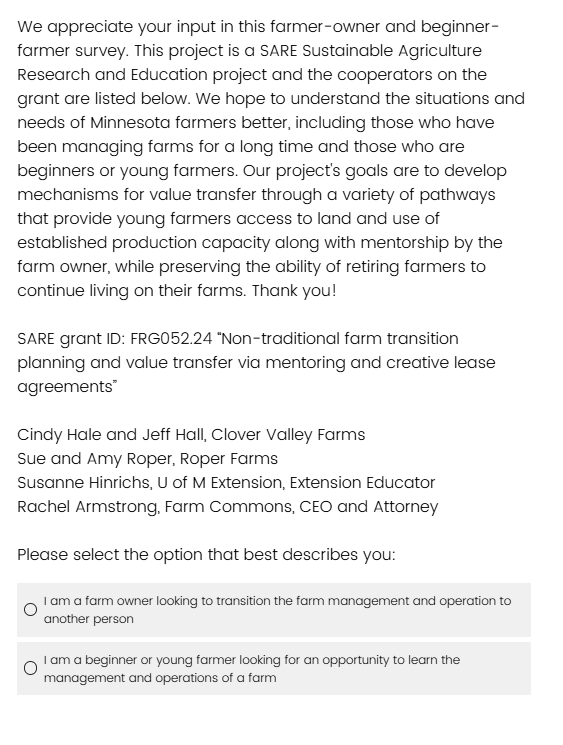 We appreciate your input in this farmer-owner and beginner-
farmer survey. This project is a SARE Sustainable Agriculture
Research and Education project and the cooperators on the
grant are listed below. We hope to understand the situations and
needs of Minnesota farmers better, including those who have
been managing farms for a long time and those who are
beginners or young farmers. Our project's goals are to develop
mechanisms for value transfer through a variety of pathways
that provide young farmers access to land and use of
established production capacity along with mentorship by the
farm owner, while preserving the ability of retiring farmers to
continue living on their farms. Thank you!
SARE grant ID: FRG052.24 "Non-traditional farm transition
planning and value transfer via mentoring and creative lease
agreements”
Cindy Hale and Jeff Hall, Clover Valley Farms
Sue and Amy Roper, Roper Farms
Susanne Hinrichs, U of M Extension, Extension Educator
Rachel Armstrong, Farm Commons, CEO and Attorney
Please select the option that best describes you:
I am a farm owner looking to transition the farm management and operation to
another person
I am a beginner or young farmer looking for an opportunity to learn the
management and operations of a farm